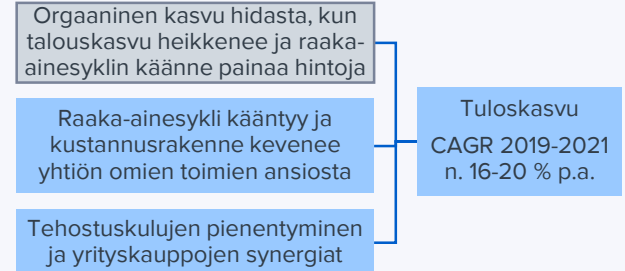 Orgaaninen kasvu hidasta, kun
talouskasvu heikkenee ja raaka-
ainesyklin käänne painaa hintoja
Raaka-ainesykli kääntyy ja
kustannusrakenne kevenee
yhtiön omien toimien ansiosta
Tehostuskulujen pienentyminen
ja yrityskauppojen synergiat
Tuloskasvu
CAGR 2019-2021
n. 16-20 % p.a.